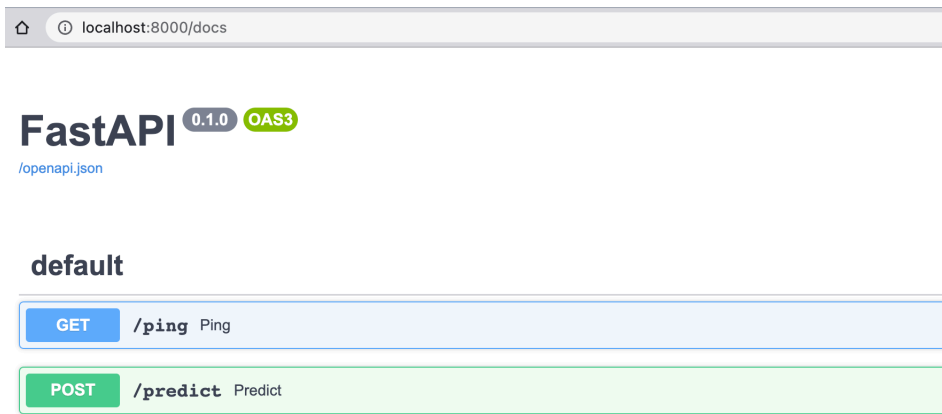 localhost:8000/docs
FastAPI 0.1.0 OAS3
/openapi.json
default
GET /ping Ping
POST /predict Predict